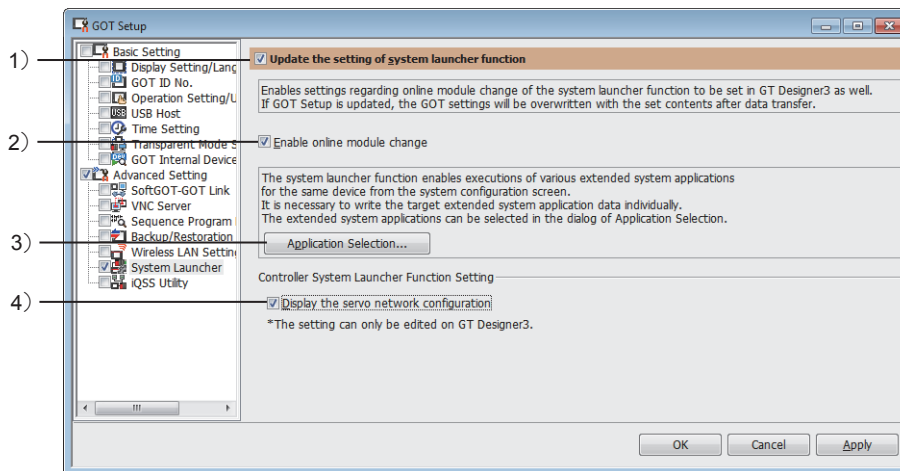 GOT Setup
Basic Setting
Display Setting/Lang
GOT ID No.
Operation Setting/U
USB Host
Time Setting
Transparent Mode S
GOT Internal Device
Advanced Setting
SoftGOT-GOT Link
VNC Server
Sequence Program
Backup/Restoration
Wireless LAN Settin
System Launcher
iQSS Utility
1)
Update the setting of system launcher function
Enables settings regarding online module change of the system launcher function to be set in GT Designer3 as well.
If GOT Setup is updated, the GOT settings will be overwritten with the set contents after data transfer.
2)
Enable online module change
The system launcher function enables executions of various extended system applications
for the same device from the system configuration screen.
It is necessary to write the target extended system application data individually.
The extended system applications can be selected in the dialog of Application Selection.
3)
Application Selection...
Controller System Launcher Function Setting
4)
Display the servo network configuration
*The setting can only be edited on GT Designer3.
OK
Cancel
Apply